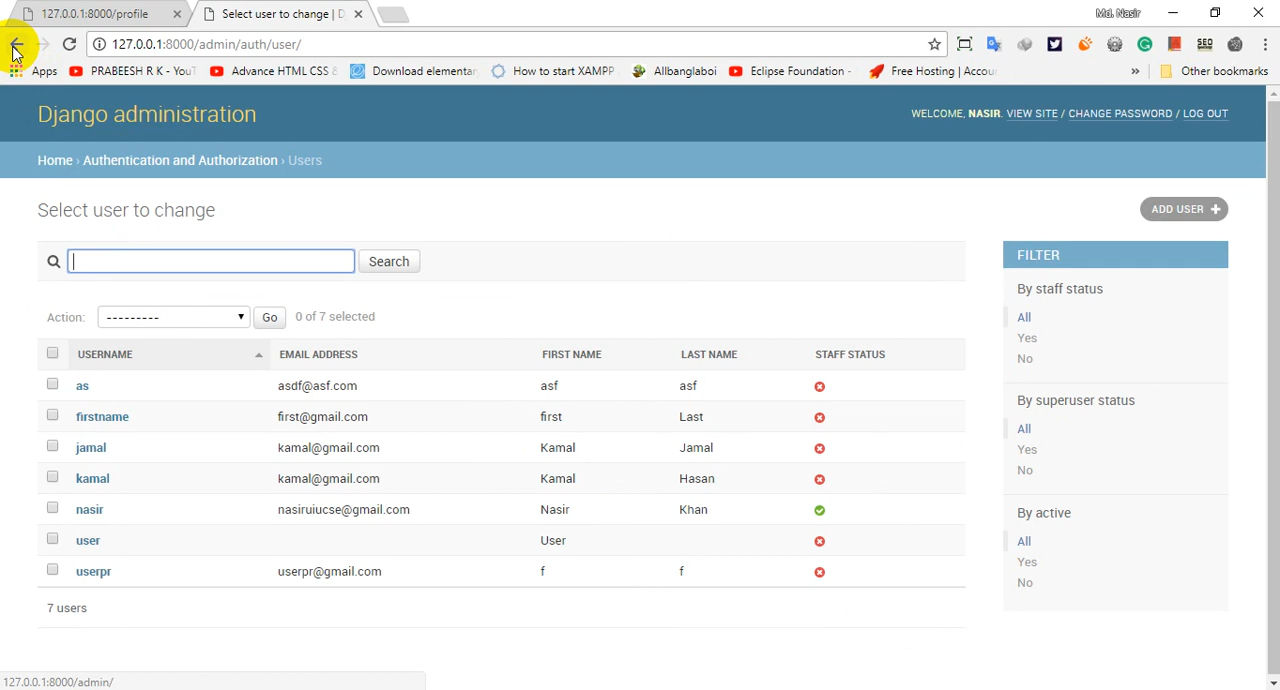 127.0.0.1:8000/profile
Select user to change | D
Md. Nasir
127.0.0.1:8000/admin/auth/user/
Apps
PRABEESH R K - YouT
Advance HTML CSS &
Download elementar
How to start XAMPP
Allbanglaboi
Eclipse Foundation -
Free Hosting | Accou
»
Other bookmarks
Django administration
WELCOME, NASIR. VIEW SITE / CHANGE PASSWORD / LOG OUT
Home › Authentication and Authorization › Users
Select user to change
ADD USER +
Search
Action: --------- Go 0 of 7 selected
USERNAME EMAIL ADDRESS FIRST NAME LAST NAME STAFF STATUS
as asdf@asf.com asf asf
firstname first@gmail.com first Last
jamal kamal@gmail.com Kamal Jamal
kamal kamal@gmail.com Kamal Hasan
nasir nasiruiucse@gmail.com Nasir Khan
user User
userpr userpr@gmail.com f f
7 users
FILTER
By staff status
All
Yes
No
By superuser status
All
Yes
No
By active
All
Yes
No
127.0.0.1:8000/admin/
SEO